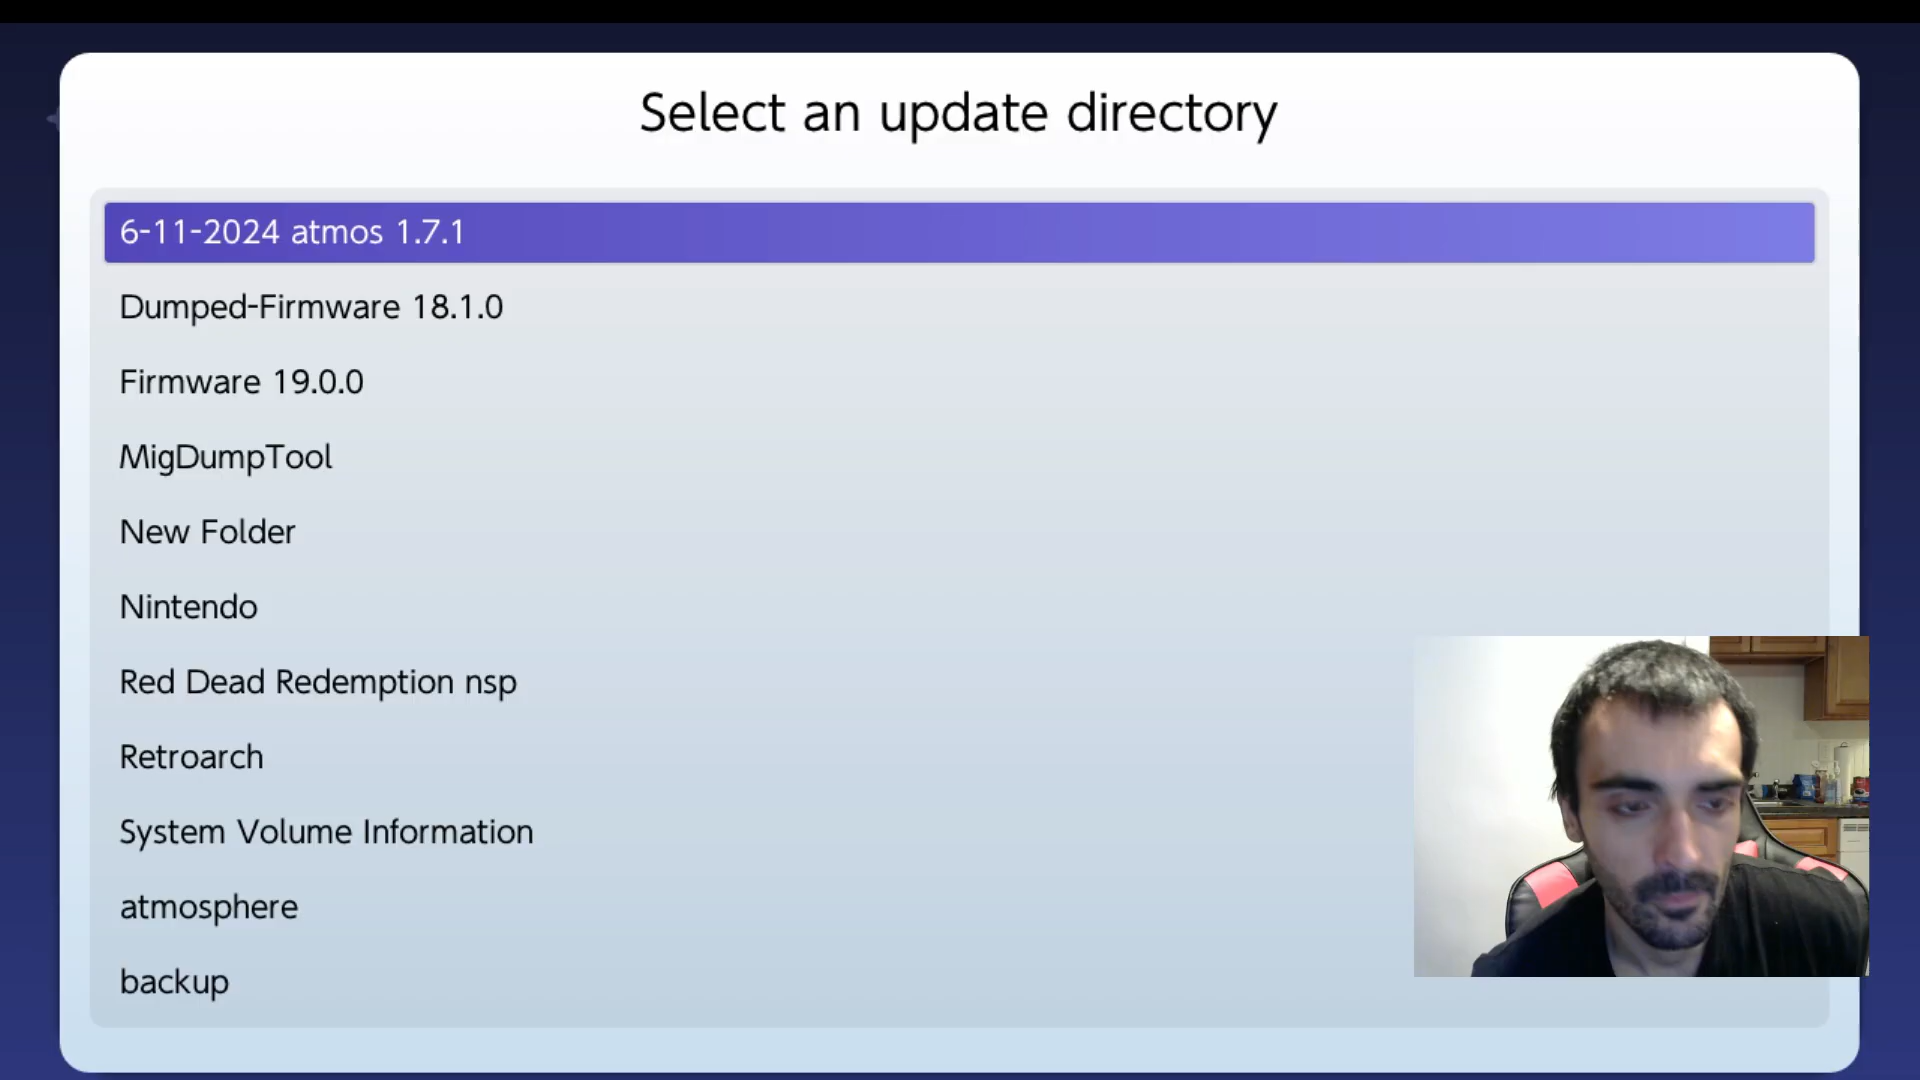 Select an update directory
6-11-2024 atmos 1.7.1
Dumped-Firmware 18.1.0
Firmware 19.0.0
MigDumpTool
New Folder
Nintendo
Red Dead Redemption nsp
Retroarch
System Volume Information
atmosphere
backup